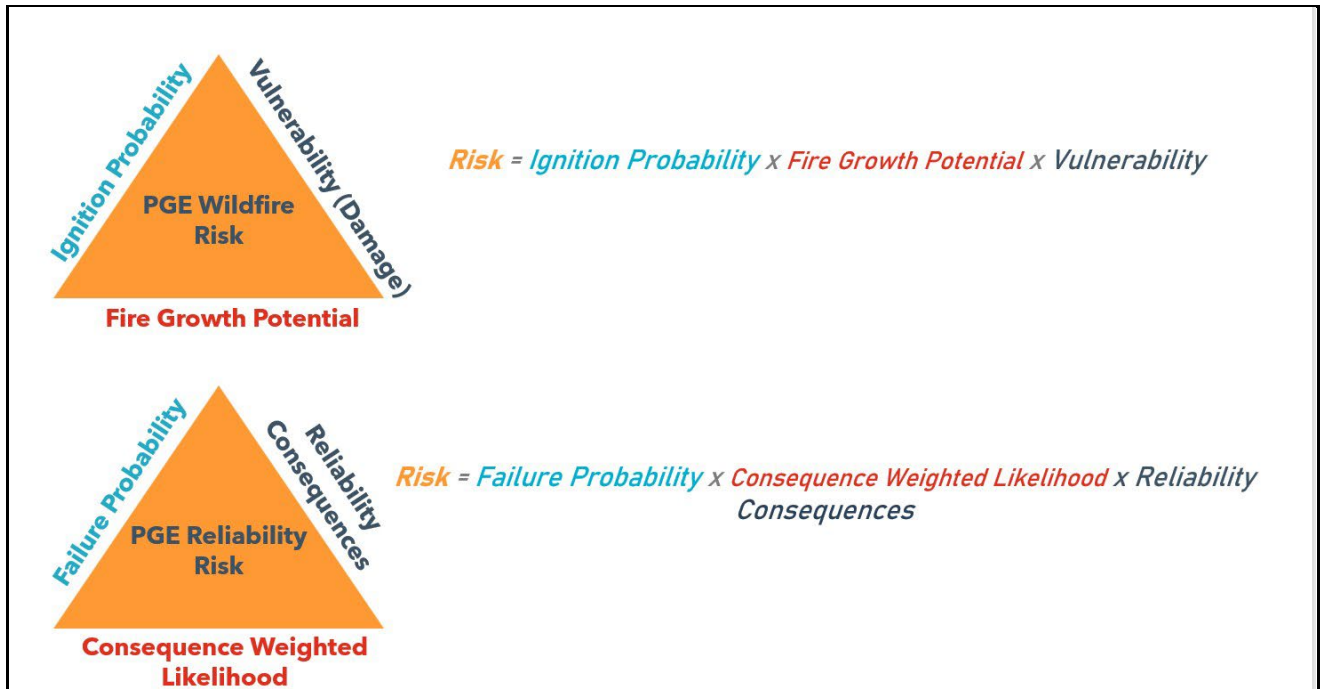 Ignition Probability
Vulnerability (Damage)
PGE Wildfire
Risk
Fire Growth Potential
Risk = Ignition Probability x Fire Growth Potential x Vulnerability
Failure Probability
Reliability
Consequences
PGE Reliability
Risk
Consequence Weighted
Likelihood
Risk = Failure Probability x Consequence Weighted Likelihood x Reliability
Consequences